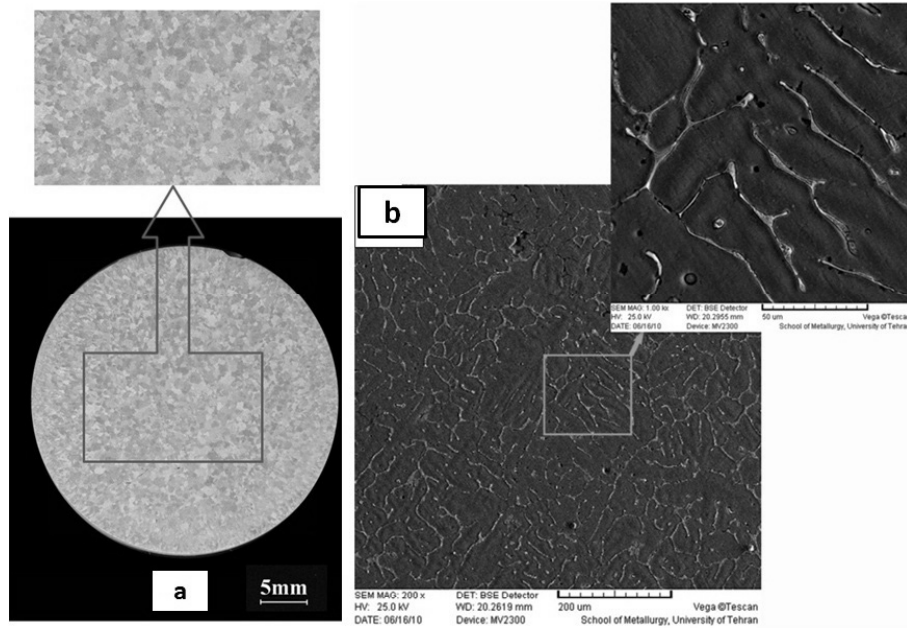 a
5mm
b
SEM MAG: 1.00 kx DET: BSE Detector
HV: 25.0 kV WD: 20.2955 mm 50 um Vega ©Tescan
DATE: 06/16/10 Device: MV2300 School of Metallurgy, University of Tehran
SEM MAG: 200 x DET: BSE Detector
HV: 25.0 kV WD: 20.2619 mm 200 um Vega ©Tescan
DATE: 06/16/10 Device: MV2300 School of Metallurgy, University of Tehran